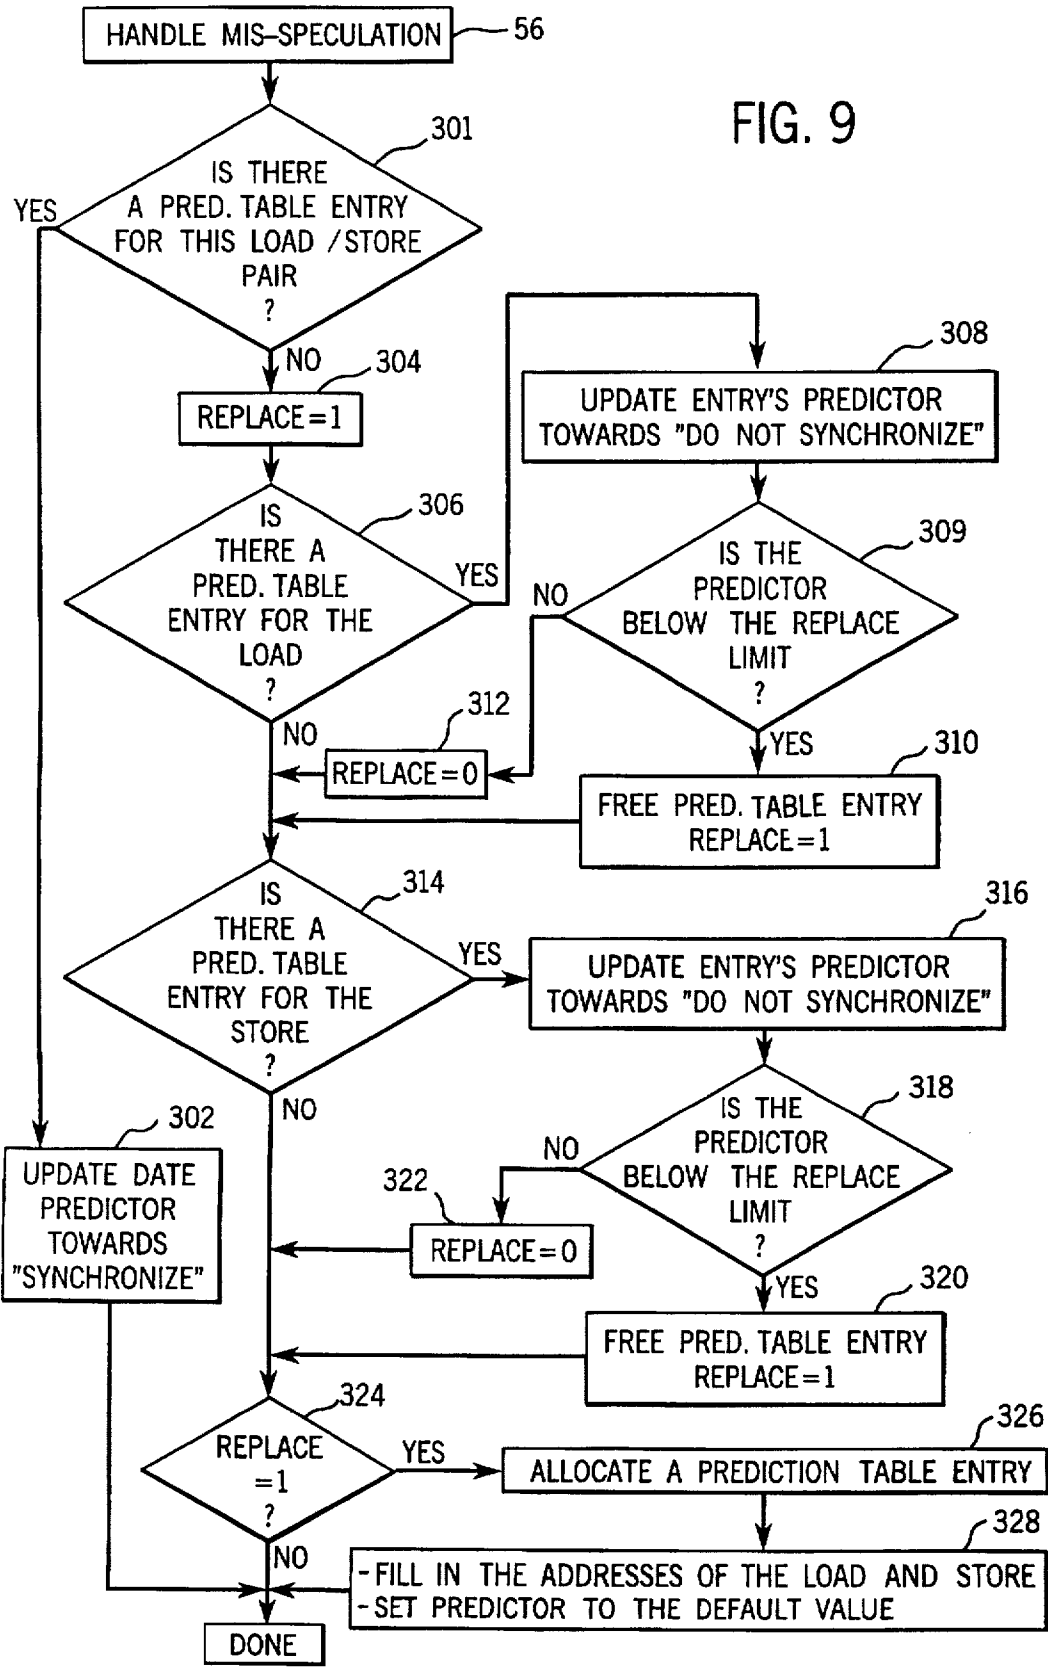 HANDLE MIS-SPECULATION
56
FIG. 9
301
IS THERE
A PRED. TABLE ENTRY
FOR THIS LOAD / STORE
PAIR
?
YES
NO
304
REPLACE=1
308
UPDATE ENTRY'S PREDICTOR
TOWARDS "DO NOT SYNCHRONIZE"
306
IS
THERE A
PRED. TABLE
ENTRY FOR THE
LOAD
?
YES
NO
309
IS THE
PREDICTOR
BELOW THE REPLACE
LIMIT
?
NO
YES
312
REPLACE=0
310
FREE PRED. TABLE ENTRY
REPLACE=1
314
IS
THERE A
PRED. TABLE
ENTRY FOR THE
STORE
?
YES
NO
316
UPDATE ENTRY'S PREDICTOR
TOWARDS "DO NOT SYNCHRONIZE"
318
IS THE
PREDICTOR
BELOW THE REPLACE
LIMIT
?
NO
YES
302
UPDATE DATE
PREDICTOR
TOWARDS
"SYNCHRONIZE"
322
REPLACE=0
320
FREE PRED. TABLE ENTRY
REPLACE=1
324
REPLACE
=1
?
YES
NO
326
ALLOCATE A PREDICTION TABLE ENTRY
328
-FILL IN THE ADDRESSES OF THE LOAD AND STORE
-SET PREDICTOR TO THE DEFAULT VALUE
DONE